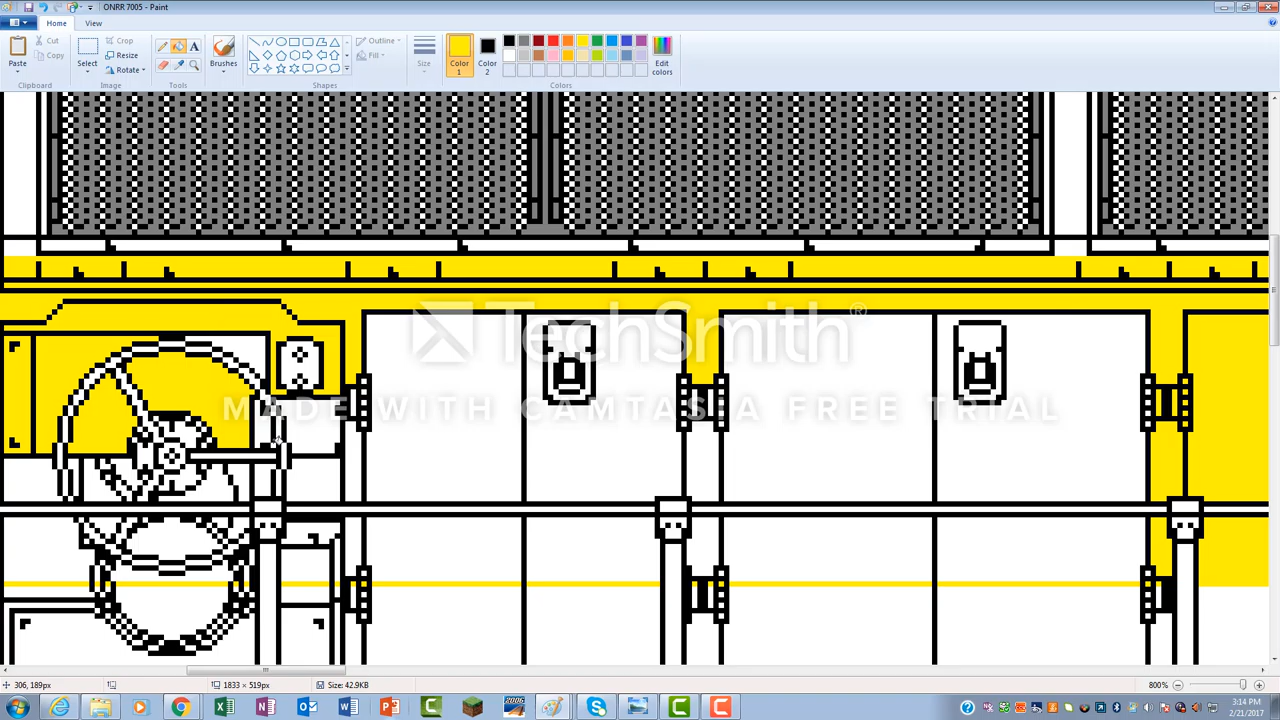 ONRR 7005 - Paint
Home View
Paste Cut Copy Clipboard
Select Crop Resize Rotate Image
Tools
Brushes
Outline Fill Shapes
Size
Color 1 Color 2 Edit colors Colors
TechSmith®
MADE WITH CAMTASIA FREE TRIAL
306, 189px 1833 × 519px Size: 42.9KB 800%
3:14 PM
2/21/2017